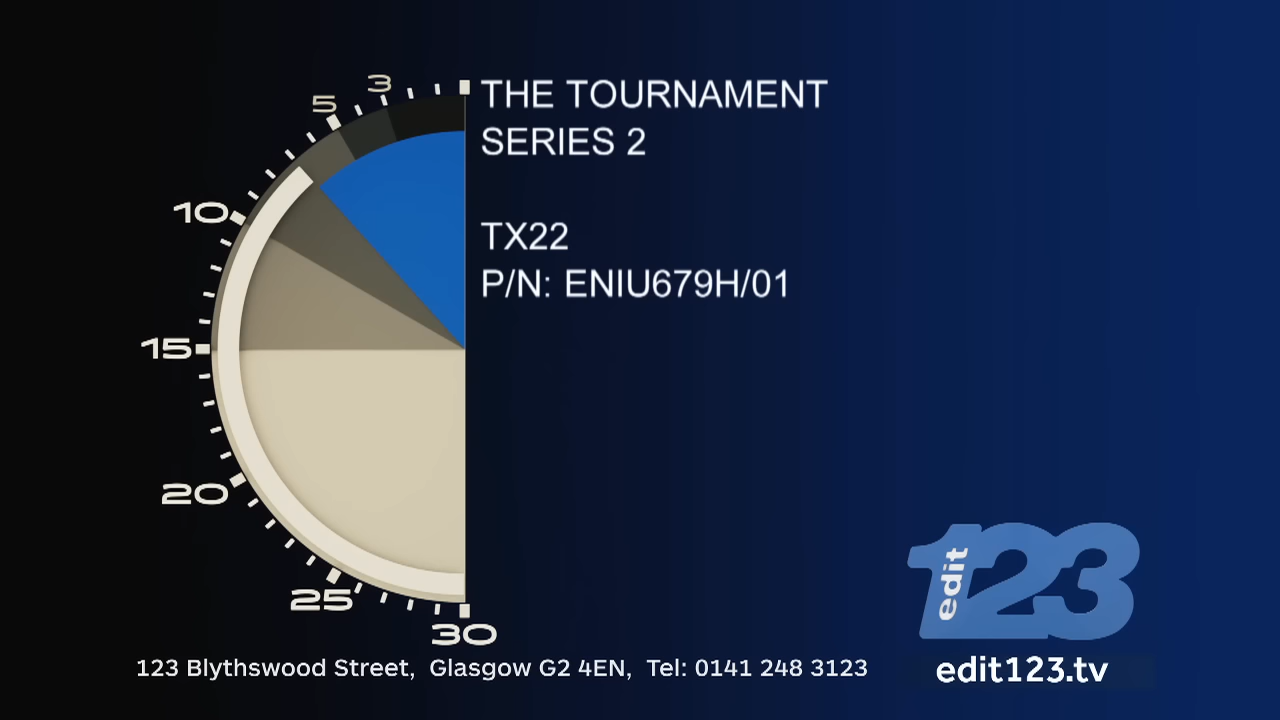 THE TOURNAMENT
SERIES 2
TX22
P/N: ENIU679H/01
3
5
10
15
20
25
30
edit 123
123 Blythswood Street, Glasgow G2 4EN, Tel: 0141 248 3123
edit123.tv